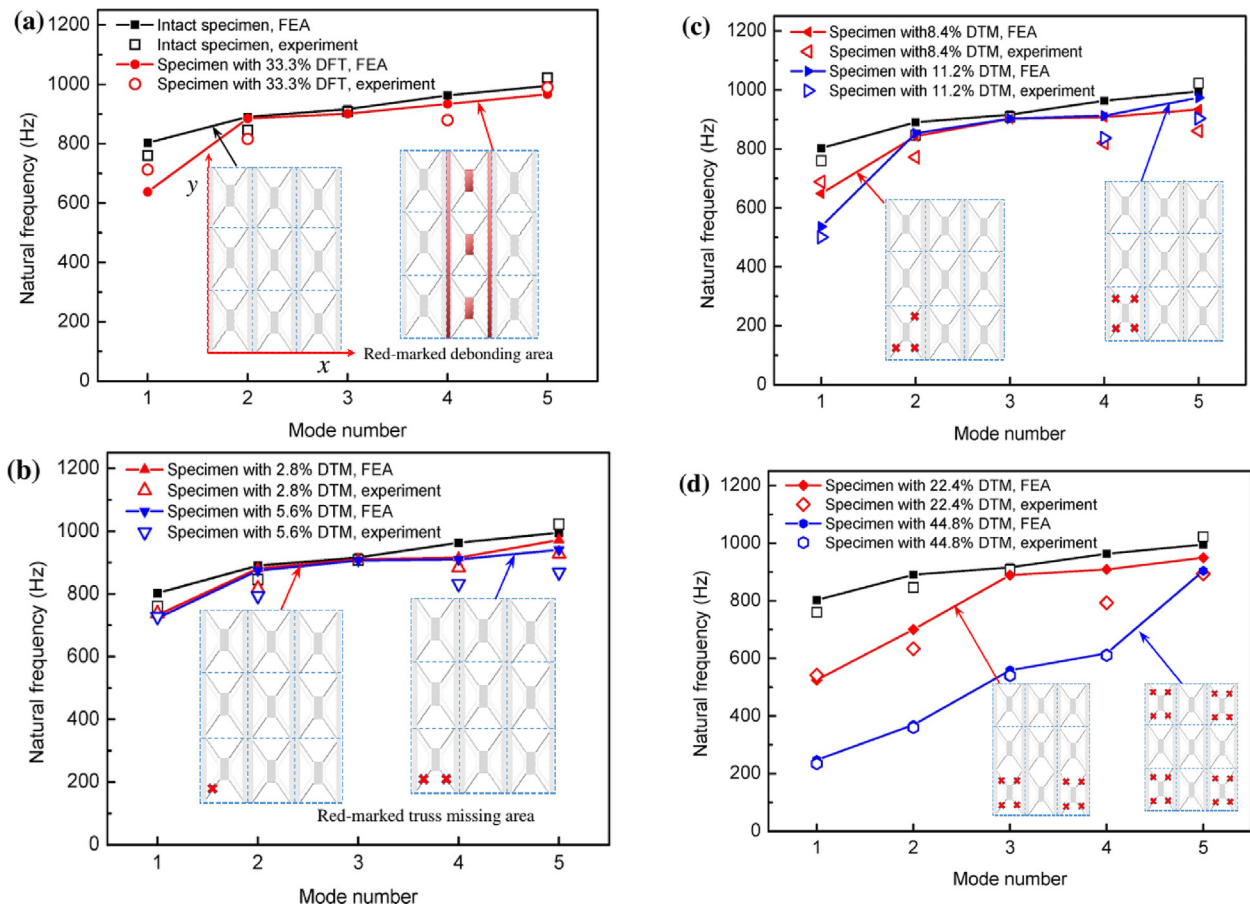 (a)
1200
1000
800
600
400
200
0
Natural frequency (Hz)
Intact specimen, FEA
Intact specimen, experiment
Specimen with 33.3% DFT, FEA
Specimen with 33.3% DFT, experiment
y
x
Red-marked debonding area
1 2 3 4 5
Mode number
(c)
1200
1000
800
600
400
200
0
Natural frequency (Hz)
Specimen with8.4% DTM, FEA
Specimen with8.4% DTM, experiment
Specimen with 11.2% DTM, FEA
Specimen with 11.2% DTM, experiment
1 2 3 4 5
Mode number
(b)
1200
1000
800
600
400
200
0
Natural frequency (Hz)
Specimen with 2.8% DTM, FEA
Specimen with 2.8% DTM, experiment
Specimen with 5.6% DTM, FEA
Specimen with 5.6% DTM, experiment
Red-marked truss missing area
1 2 3 4 5
Mode number
(d)
1200
1000
800
600
400
200
0
Natural frequency (Hz)
Specimen with 22.4% DTM, FEA
Specimen with 22.4% DTM, experiment
Specimen with 44.8% DTM, FEA
Specimen with 44.8% DTM, experiment
1 2 3 4 5
Mode number